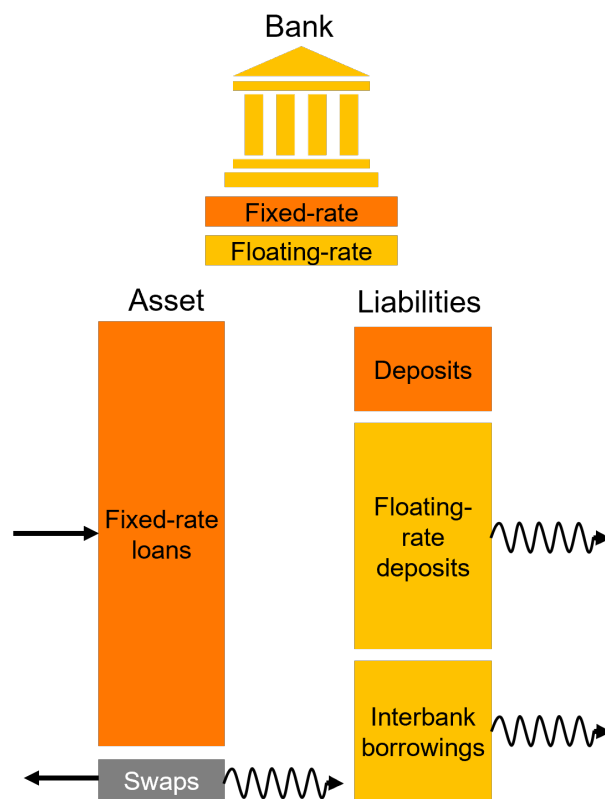 Bank
Fixed-rate
Floating-rate
Asset
Liabilities
Deposits
Fixed-rate
loans
Floating-
rate
deposits
Interbank
borrowings
Swaps